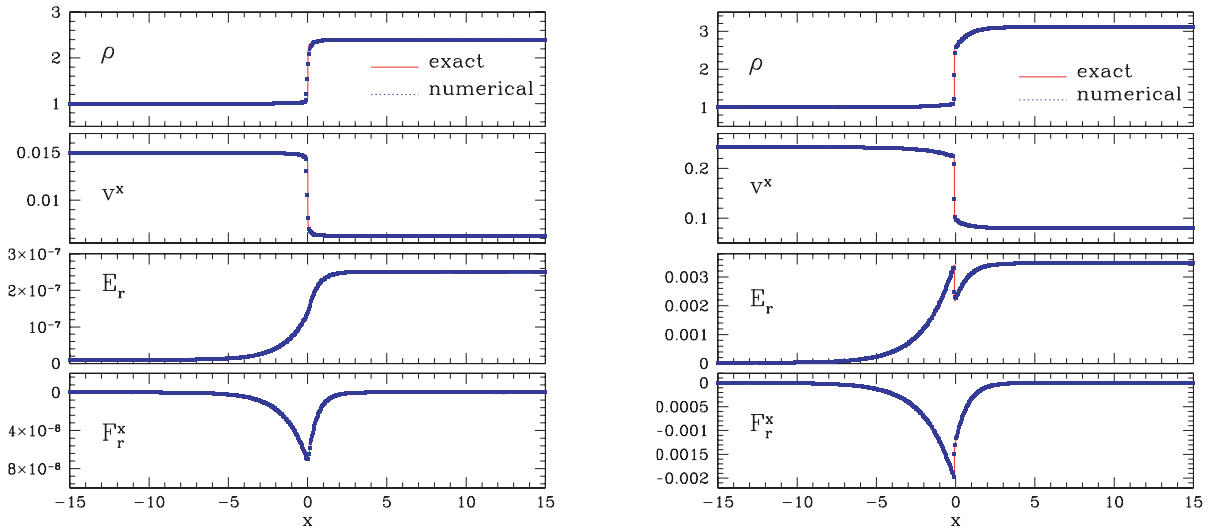 3
2
1
ρ
exact
numerical
0.015
0.01
v^x
3×10⁻⁷
2×10⁻⁷
10⁻⁷
0
E_r
0
4×10⁻⁸
8×10⁻⁸
F_r^x
−15 −10 −5 0 5 10 15
x
3
2
1
ρ
exact
numerical
0.2
0.1
v^x
0.003
0.002
0.001
0
E_r
0
0.0005
-0.001
0.0015
-0.002
F_r^x
−15 −10 −5 0 5 10 15
x